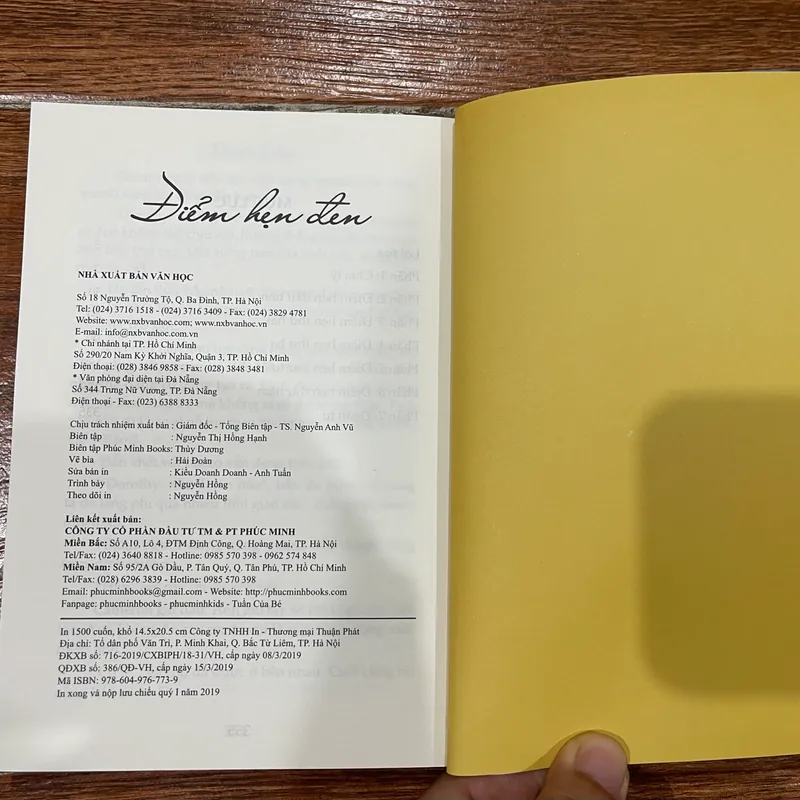 Điểm hẹn đen
NHÀ XUẤT BẢN VĂN HỌC
Số 18 Nguyễn Trường Tộ, Q. Ba Đình, TP. Hà Nội
Tel: (024) 3716 1518 - (024) 3716 3409 - Fax: (024) 3829 4781
Website: www.nxbvanhoc.com; www.nxbvanhoc.vn
E-mail: info@nxbvanhoc.com.vn
* Chi nhánh tại TP. Hồ Chí Minh
Số 290/20 Nam Kỳ Khởi Nghĩa, Quận 3, TP. Hồ Chí Minh
Điện thoại: (028) 3846 9858 - Fax: (028) 3848 3481
* Văn phòng đại diện tại Đà Nẵng
Số 344 Trưng Nữ Vương, TP. Đà Nẵng
Điện thoại - Fax: (023) 6388 8333
Chịu trách nhiệm xuất bản : Giám đốc - Tổng Biên tập - TS. Nguyễn Anh Vũ
Biên tập : Nguyễn Thị Hồng Hạnh
Biên tập Phúc Minh Books: Thùy Dương
Vẽ bìa : Hải Đoàn
Sửa bản in : Kiều Doanh Doanh - Anh Tuấn
Trình bày : Nguyễn Hồng
Theo dõi in : Nguyễn Hồng
Liên kết xuất bản:
CÔNG TY CỔ PHẦN ĐẦU TƯ TM & PT PHÚC MINH
Miền Bắc: Số A10, Lô 4, ĐTM Định Công, Q. Hoàng Mai, TP. Hà Nội
Tel/Fax: (024) 3640 8818 - Hotline: 0985 570 398 - 0962 574 848
Miền Nam: Số 95/2A Gò Dầu, P. Tân Quý, Q. Tân Phú, TP. Hồ Chí Minh
Tel/Fax: (028) 6296 3839 - Hotline: 0985 570 398
Email: phucminhbooks@gmail.com - Website: http://phucminhbooks.com
Fanpage: phucminhbooks - phucminhkids - Tuần Của Bé
In 1500 cuốn, khổ 14.5x20.5 cm Công ty TNHH In - Thương mại Thuận Phát
Địa chỉ: Tổ dân phố Văn Trì, P. Minh Khai, Q. Bắc Từ Liêm, TP. Hà Nội
ĐKXB số: 716-2019/CXBIPH/18-31/VH, cấp ngày 08/3/2019
QĐXB số: 386/QĐ-VH, cấp ngày 15/3/2019
Mã ISBN: 978-604-976-773-9
In xong và nộp lưu chiểu quý I năm 2019